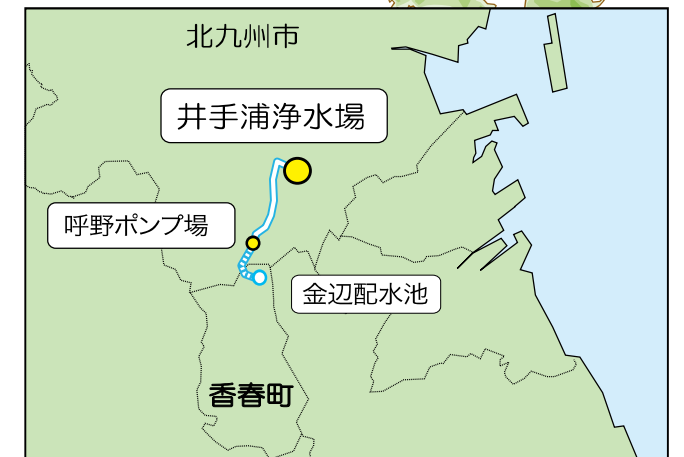 北九州市
井手浦浄水場
呼野ポンプ場
金辺配水池
香春町